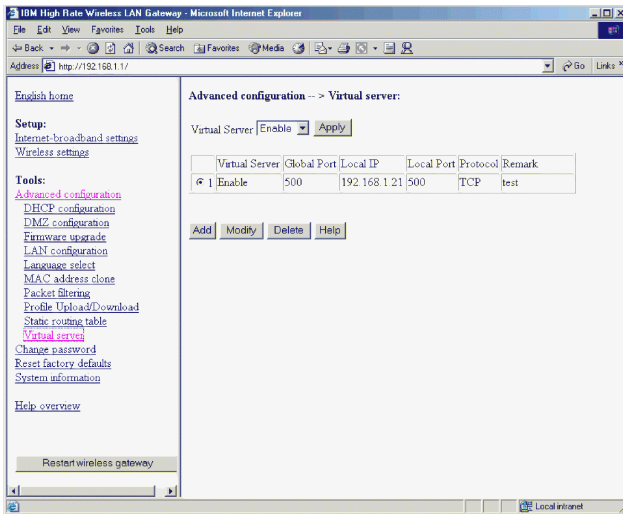 IBM High Rate Wireless LAN Gateway - Microsoft Internet Explorer
File Edit View Favorites Tools Help
Back Search Favorites Media
Address http://192.168.1.1/ Go Links
English home
Setup:
Internet-broadband settings
Wireless settings
Tools:
Advanced configuration
DHCP configuration
DMZ configuration
Firmware upgrade
LAN configuration
Language select
MAC address clone
Packet filtering
Profile Upload/Download
Static routing table
Virtual server
Change password
Reset factory defaults
System information
Help overview
Restart wireless gateway
Advanced configuration -- > Virtual server:
Virtual Server Enable Apply
Virtual Server Global Port Local IP Local Port Protocol Remark
1 Enable 500 192.168.1.21 500 TCP test
Add Modify Delete Help
Local intranet